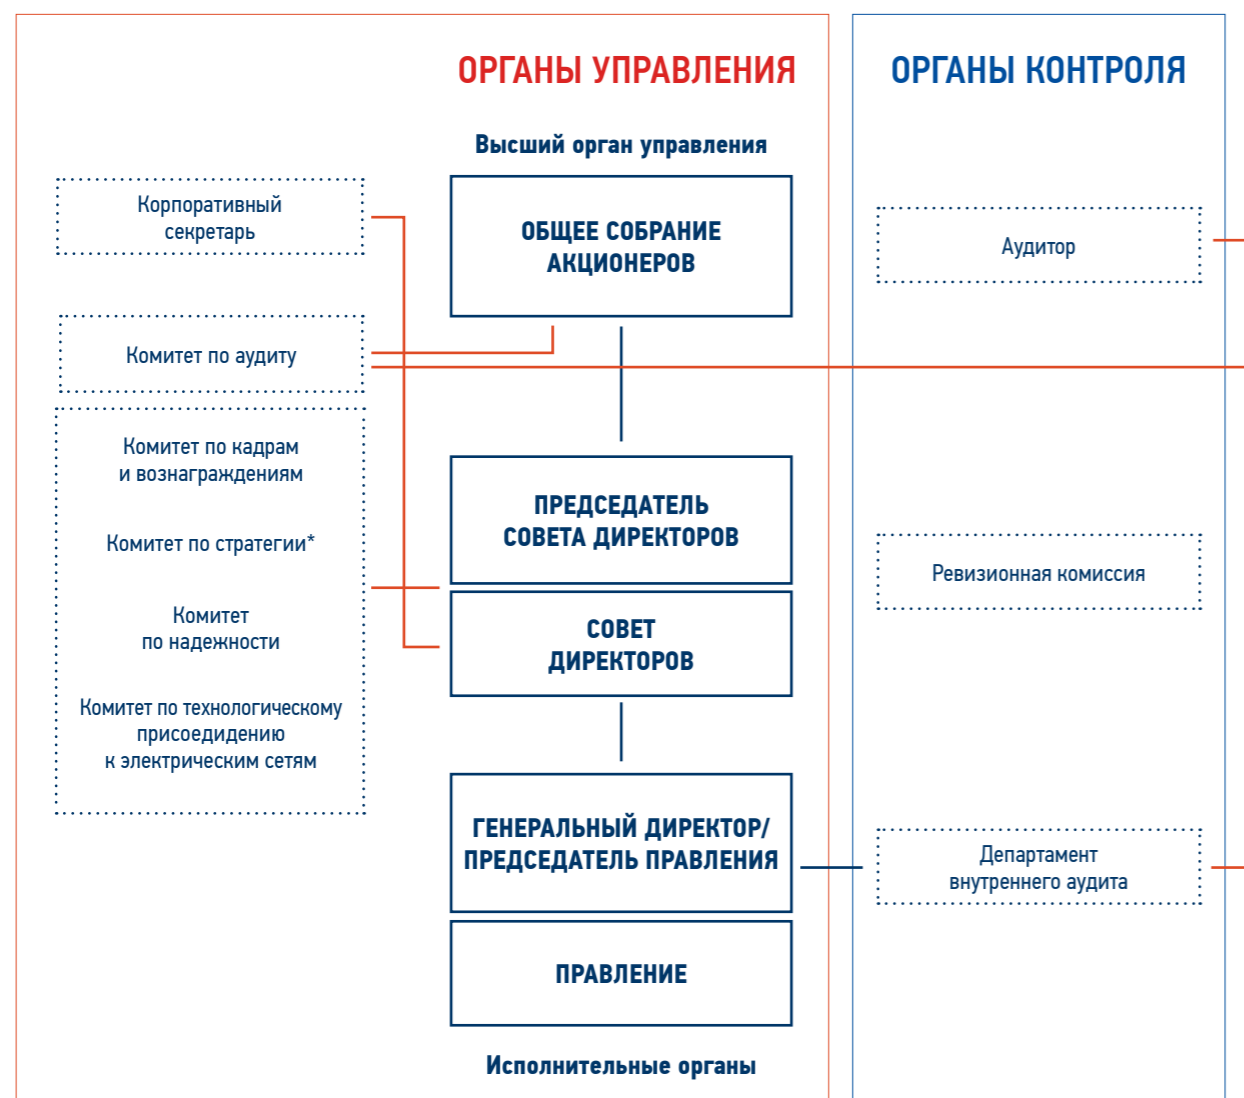 ОРГАНЫ УПРАВЛЕНИЯ
Высший орган управления
Корпоративный
секретарь
ОБЩЕЕ СОБРАНИЕ
АКЦИОНЕРОВ
Комитет по аудиту
Комитет по кадрам
и вознаграждениям
Комитет по стратегии*
Комитет
по надежности
Комитет по технологическому
присоедидению
к электрическим сетям
ПРЕДСЕДАТЕЛЬ
СОВЕТА ДИРЕКТОРОВ
СОВЕТ
ДИРЕКТОРОВ
ГЕНЕРАЛЬНЫЙ ДИРЕКТОР/
ПРЕДСЕДАТЕЛЬ ПРАВЛЕНИЯ
ПРАВЛЕНИЕ
Исполнительные органы
ОРГАНЫ КОНТРОЛЯ
Аудитор
Ревизионная комиссия
Департамент
внутреннего аудита